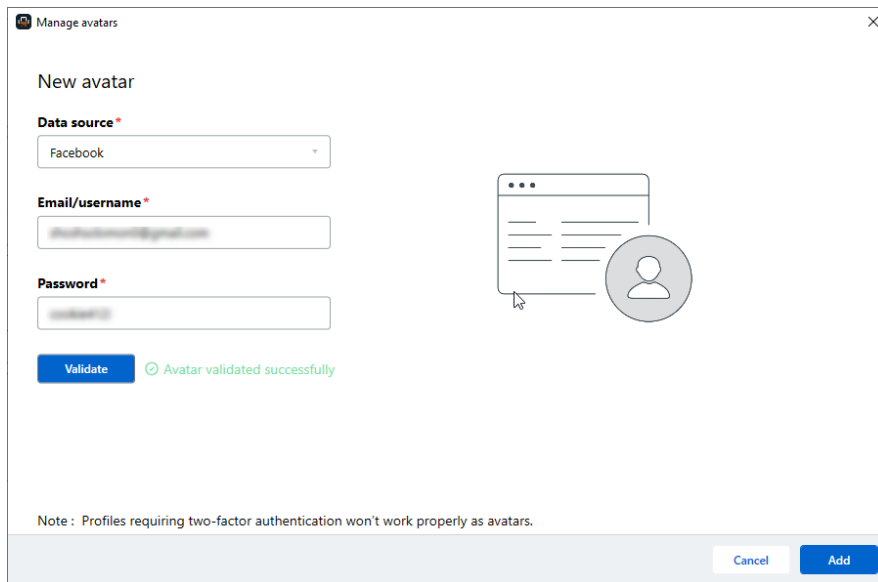 Manage avatars
New avatar
Data source*
Facebook
Email/username*
Password*
Validate
Avatar validated successfully
Note : Profiles requiring two-factor authentication won't work properly as avatars.
Cancel
Add